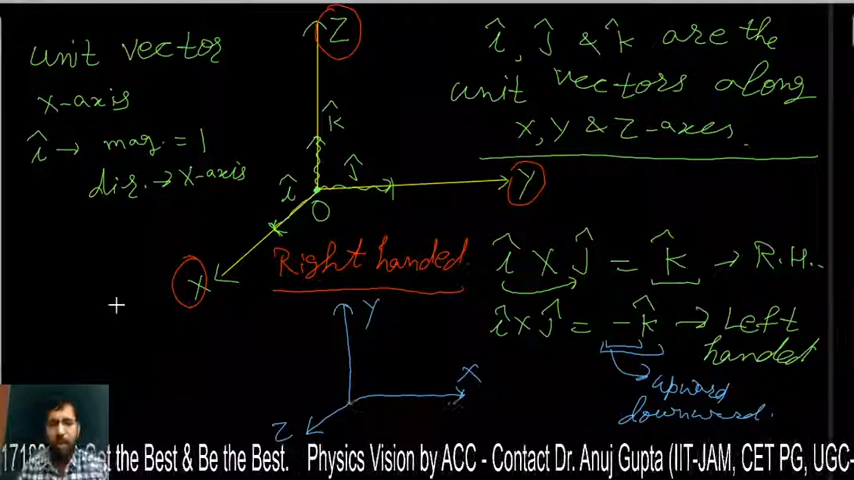 unit vector
x-axis
î → mag. = 1
dir. → x-axis
Z
k̂
ĵ
î
O
Y
X
Right handed
Y
X
Z
î, ĵ & k̂ are the
unit vectors along
x, y & z-axes.
î × ĵ = k̂ → R.H.
î × ĵ = -k̂ → Left
handed
upward
downward.
17180
t the Best & Be the Best. Physics Vision by ACC - Contact Dr. Anuj Gupta (IIT-JAM, CET PG, UGC-